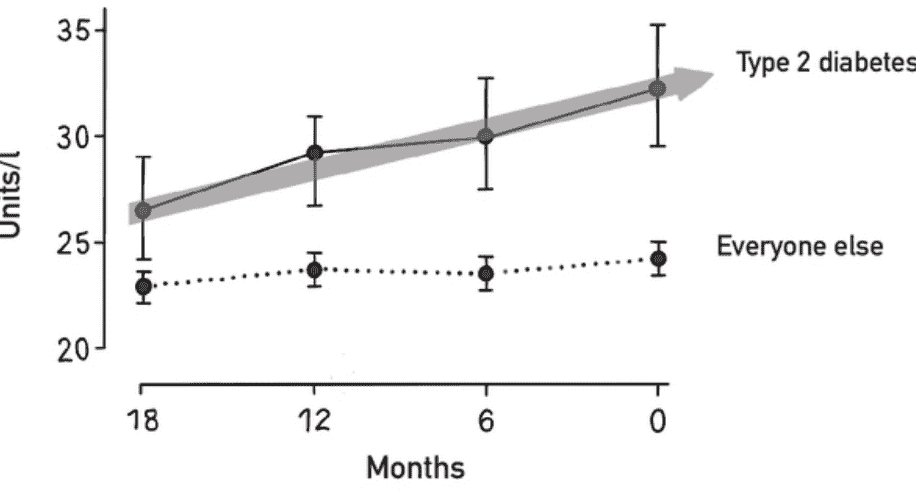 35
30
25
20
Units/l
Type 2 diabetes
Everyone else
18 12 6 0
Months